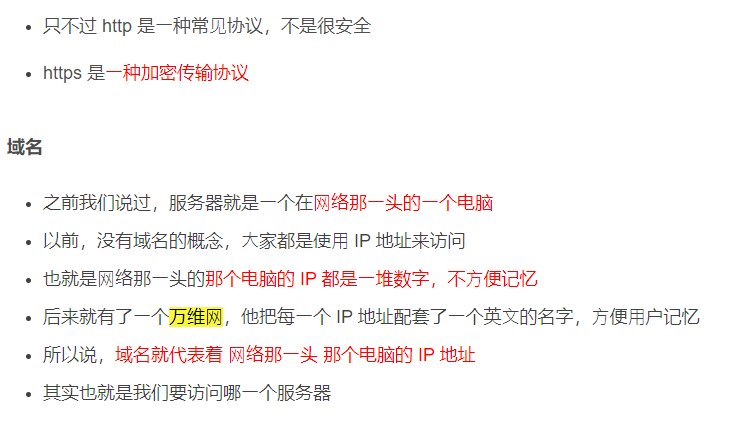 只不过 http 是一种常见协议，不是很安全
https 是一种加密传输协议
域名
之前我们说过，服务器就是一个在网络那一头的一个电脑
以前，没有域名的概念，大家都是使用 IP 地址来访问
也就是网络那一头的那个电脑的 IP 都是一堆数字，不方便记忆
后来就有了一个万维网，他把每一个 IP 地址配套了一个英文的名字，方便用户记忆
所以说，域名就代表着 网络那一头 那个电脑的 IP 地址
其实也就是我们要访问哪一个服务器